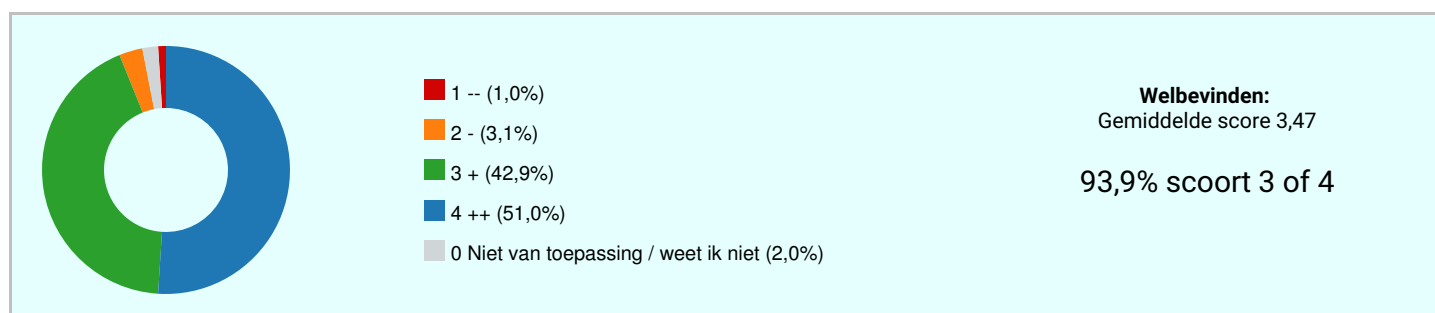 1 -- (1,0%)
2 - (3,1%)
3 + (42,9%)
4 ++ (51,0%)
0 Niet van toepassing / weet ik niet (2,0%)
Welbevinden:
Gemiddelde score 3,47
93,9% scoort 3 of 4